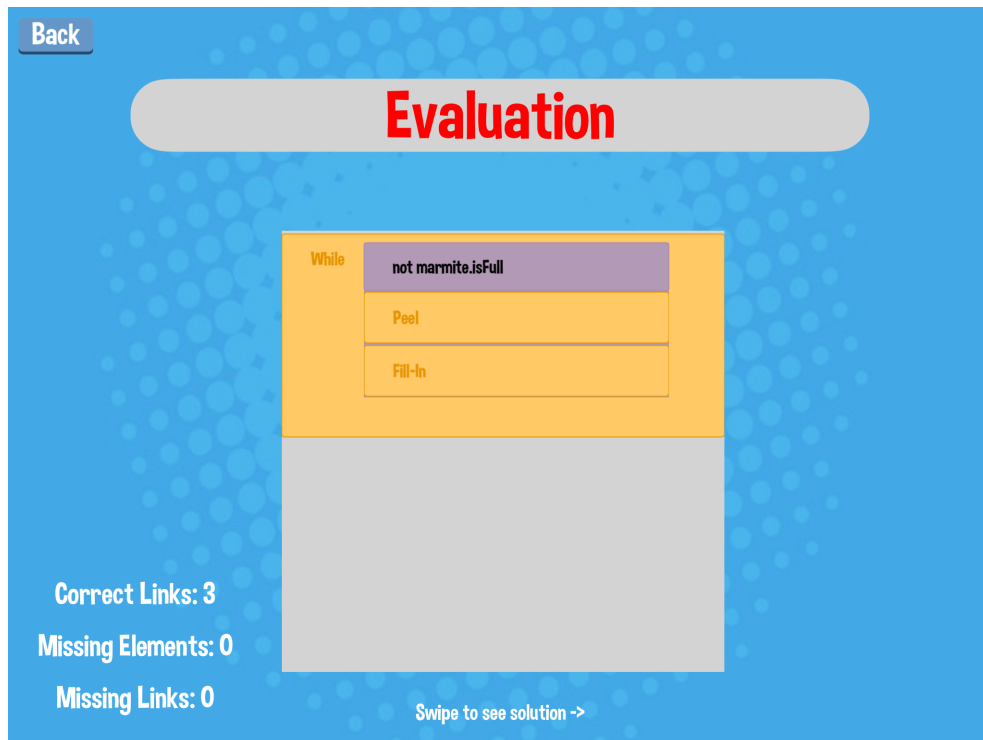 Back
Evaluation
While
not marmite.isFull
Peel
Fill-In
Correct Links: 3
Missing Elements: 0
Missing Links: 0
Swipe to see solution ->